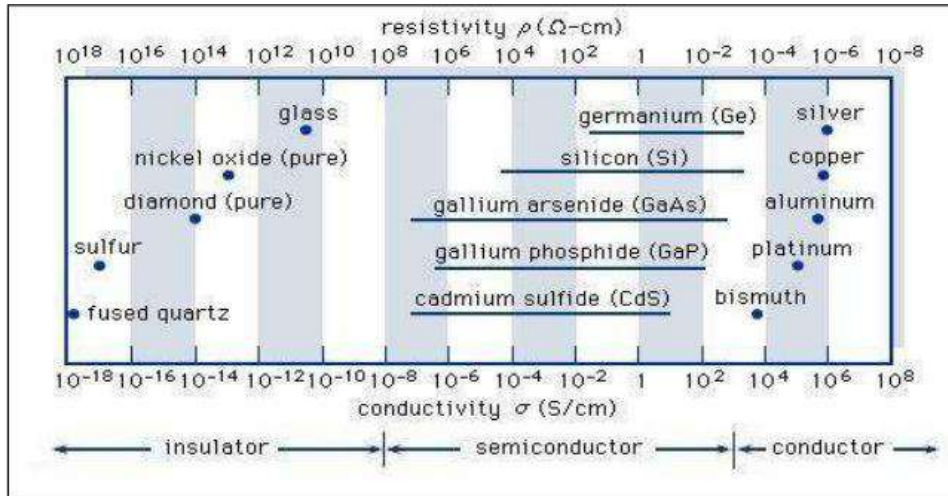 resistivity ρ (Ω-cm)
10¹⁸ 10¹⁶ 10¹⁴ 10¹² 10¹⁰ 10⁸ 10⁶ 10⁴ 10² 1 10⁻² 10⁻⁴ 10⁻⁶ 10⁻⁸
glass germanium (Ge) silver
nickel oxide (pure) silicon (Si) copper
diamond (pure) gallium arsenide (GaAs) aluminum
sulfur gallium phosphide (GaP) platinum
fused quartz cadmium sulfide (CdS) bismuth
10⁻¹⁸ 10⁻¹⁶ 10⁻¹⁴ 10⁻¹² 10⁻¹⁰ 10⁻⁸ 10⁻⁶ 10⁻⁴ 10⁻² 1 10² 10⁴ 10⁶ 10⁸
conductivity σ (S/cm)
insulator semiconductor conductor